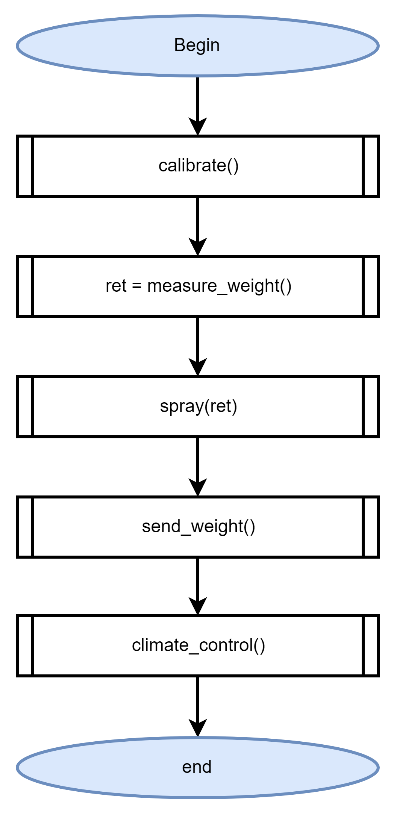 Begin
calibrate()
ret = measure_weight()
spray(ret)
send_weight()
climate_control()
end